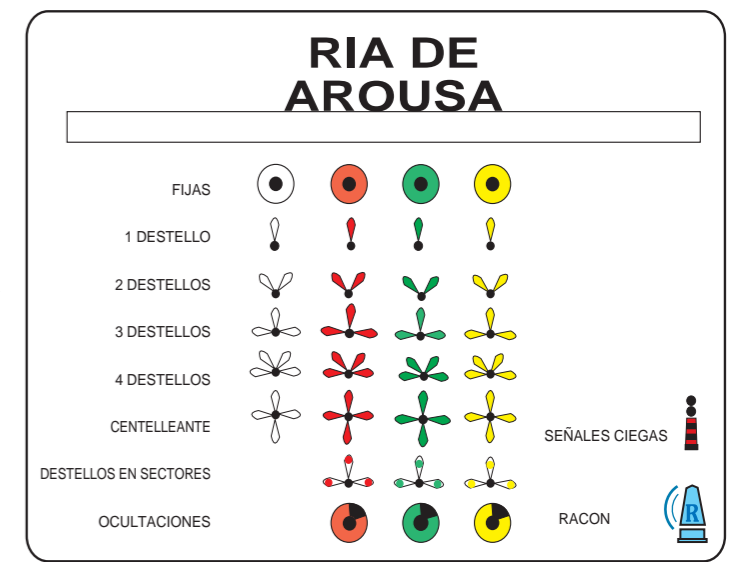 RIA DE
AROUSA
FIJAS
1 DESTELLO
2 DESTELLOS
3 DESTELLOS
4 DESTELLOS
CENTELLEANTE
SEÑALES CIEGAS
DESTELLOS EN SECTORES
OCULTACIONES
RACON
R